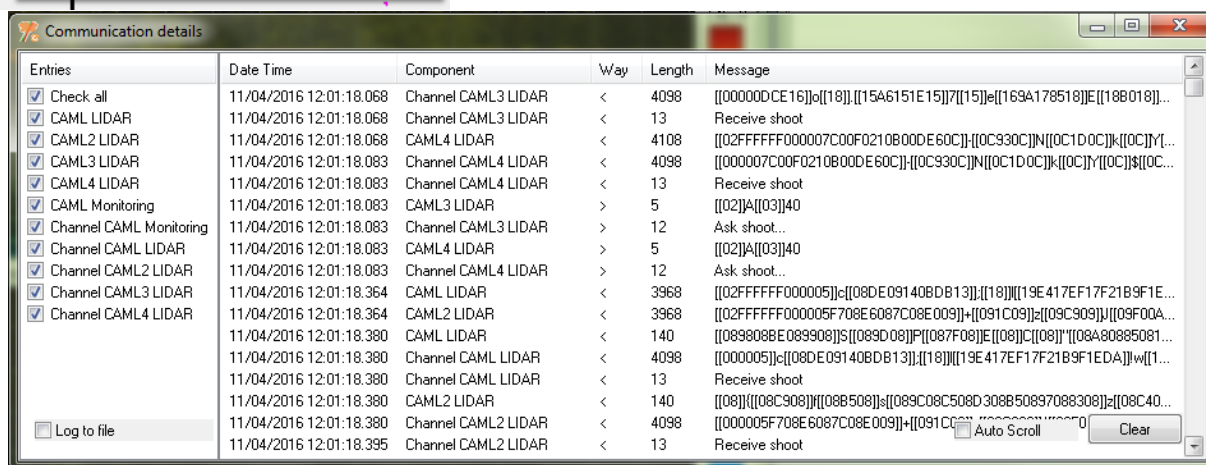 Communication details
Entries Date Time Component Way Length Message
Check all 11/04/2016 12:01:18.068 Channel CAML3 LIDAR < 4098 [[00000DCE16]]o[[18]].[[15A6151E15]]7[[15]]e[[169A178518]]E[[18B018]]...
CAML LIDAR 11/04/2016 12:01:18.068 Channel CAML3 LIDAR < 13 Receive shoot
CAML2 LIDAR 11/04/2016 12:01:18.068 CAML4 LIDAR < 4108 [[02FFFFFF000007C00F0210B00DE60C]]-[[0C930C]]N[[0C1D0C]]k[[0C]]Y[...
CAML3 LIDAR 11/04/2016 12:01:18.083 Channel CAML4 LIDAR < 4098 [[000007C00F0210B00DE60C]]-[[0C930C]]N[[0C1D0C]]k[[0C]]Y[[0C]]$[[0C...
CAML4 LIDAR 11/04/2016 12:01:18.083 Channel CAML4 LIDAR < 13 Receive shoot
CAML Monitoring 11/04/2016 12:01:18.083 CAML3 LIDAR > 5 [[02]]A[[03]]40
Channel CAML Monitoring 11/04/2016 12:01:18.083 Channel CAML3 LIDAR > 12 Ask shoot...
Channel CAML LIDAR 11/04/2016 12:01:18.083 CAML4 LIDAR > 5 [[02]]A[[03]]40
Channel CAML2 LIDAR 11/04/2016 12:01:18.083 Channel CAML4 LIDAR > 12 Ask shoot...
Channel CAML3 LIDAR 11/04/2016 12:01:18.364 CAML LIDAR < 3968 [[02FFFFFF000005]]c[[08DE09140BDB13]];[[18]]I[[19E417EF17F21B9F1E...
Channel CAML4 LIDAR 11/04/2016 12:01:18.364 CAML2 LIDAR < 3968 [[02FFFFFF000005F708E6087C08E009]]+[[091C09]]z[[09C909]]J[[09F00A...
11/04/2016 12:01:18.380 CAML LIDAR < 140 [[089808BE089908]]S[[089D08]]P[[087F08]]E[[08]]C[[08]]"[[08A80885081...
11/04/2016 12:01:18.380 Channel CAML LIDAR < 4098 [[000005]]c[[08DE09140BDB13]];[[18]]I[[19E417EF17F21B9F1EDA]]!w[[1...
11/04/2016 12:01:18.380 Channel CAML LIDAR < 13 Receive shoot
11/04/2016 12:01:18.380 CAML2 LIDAR < 140 [[08]]{[[08C908]]f[[08B508]]s[[089C08C508D308B50897088308]]z[[08C40...
Log to file 11/04/2016 12:01:18.380 Channel CAML2 LIDAR < 4098 [[000005F708E6087C08E009]]+[[091C Auto Scroll Clear
11/04/2016 12:01:18.395 Channel CAML2 LIDAR < 13 Receive shoot